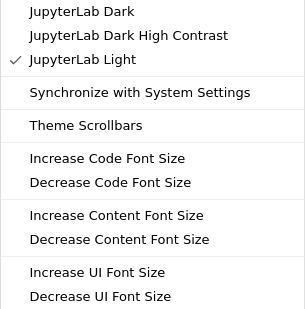 JupyterLab Dark
JupyterLab Dark High Contrast
JupyterLab Light
Synchronize with System Settings
Theme Scrollbars
Increase Code Font Size
Decrease Code Font Size
Increase Content Font Size
Decrease Content Font Size
Increase UI Font Size
Decrease UI Font Size